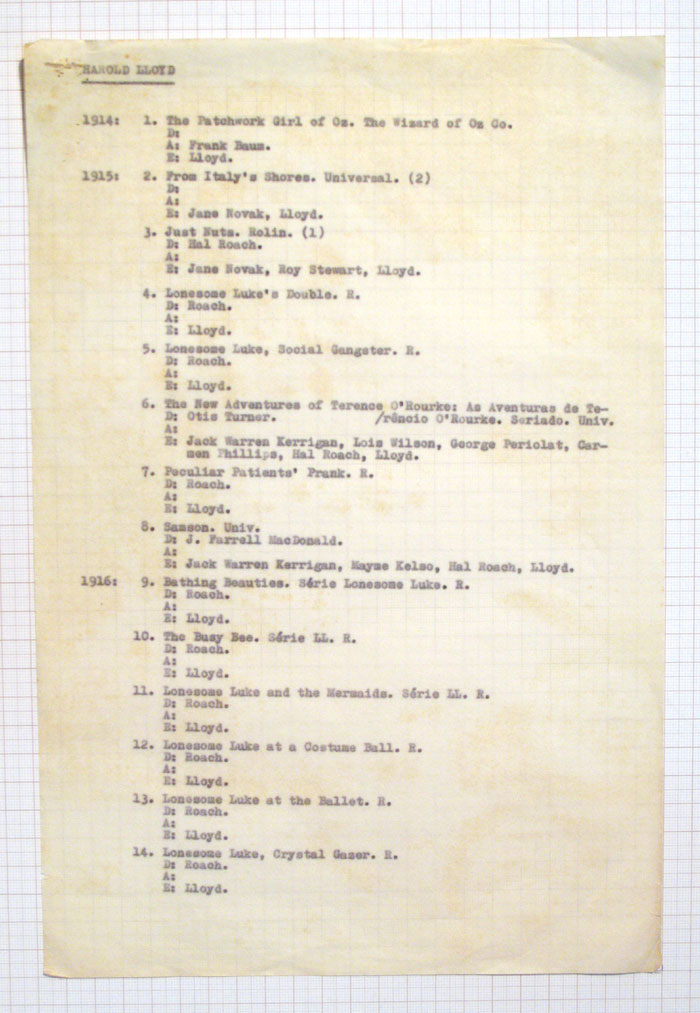 HAROLD LLOYD
1914: 1. The Patchwork Girl of Oz. The Wizard of Oz Co.
D:
A: Frank Baum.
E: Lloyd.
1915: 2. From Italy's Shores. Universal. (2)
D:
A:
E: Jane Novak, Lloyd.
3. Just Nuts. Rolin. (1)
D: Hal Roach.
A:
E: Jane Novak, Roy Stewart, Lloyd.
4. Lonesome Luke's Double. R.
D: Roach.
A:
E: Lloyd.
5. Lonesome Luke, Social Gangster. R.
D: Roach.
A:
E: Lloyd.
6. The New Adventures of Terence O'Rourke: As Aventuras de Te-
D: Otis Turner. /rêncio O'Rourke. Seriado. Univ.
A:
E: Jack Warren Kerrigan, Lois Wilson, George Periolat, Car-
men Phillips, Hal Roach, Lloyd.
7. Peculiar Patients' Prank. R.
D: Roach.
A:
E: Lloyd.
8. Samson. Univ.
D: J. Farrell MacDonald.
A:
E: Jack Warren Kerrigan, Mayme Kelso, Hal Roach, Lloyd.
1916: 9. Bathing Beauties. Série Lonesome Luke. R.
D: Roach.
A:
E: Lloyd.
10. The Busy Bee. Série LL. R.
D: Roach.
A:
E: Lloyd.
11. Lonesome Luke and the Mermaids. Série LL. R.
D: Roach.
A:
E: Lloyd.
12. Lonesome Luke at a Costume Ball. R.
D: Roach.
A:
E: Lloyd.
13. Lonesome Luke at the Ballet. R.
D: Roach.
A:
E: Lloyd.
14. Lonesome Luke, Crystal Gazer. R.
D: Roach.
A:
E: Lloyd.